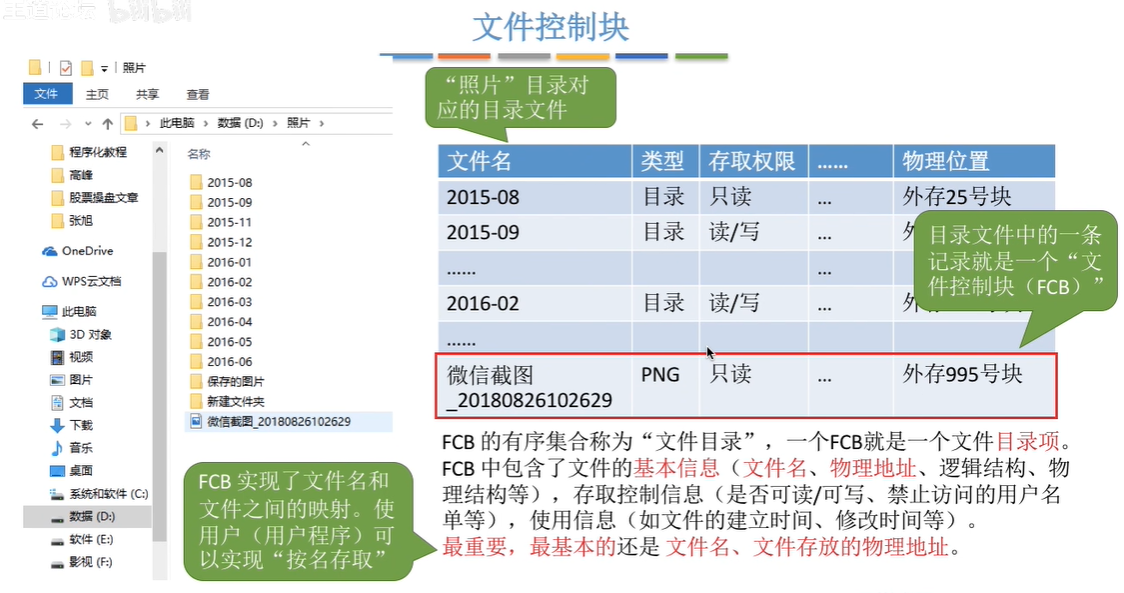 王道论坛 bilibili
文件控制块
照片
文件 主页 共享 查看
此电脑 数据 (D:) 照片
程序化教程
高峰
股票操盘文章
张旭
OneDrive
WPS云文档
此电脑
3D 对象
视频
图片
文档
下载
音乐
桌面
系统和软件 (C:)
数据 (D:)
软件 (E:)
影视 (F:)
名称
2015-08
2015-09
2015-11
2015-12
2016-01
2016-02
2016-03
2016-04
2016-05
2016-06
保存的图片
新建文件夹
微信截图_20180826102629
“照片”目录对
应的目录文件
文件名 类型 存取权限 …… 物理位置
2015-08 目录 只读 ... 外存25号块
2015-09 目录 读/写 ... 外
…… ...
2016-02 目录 读/写 ... 外
……
微信截图 PNG 只读 ... 外存995号块
_20180826102629
目录文件中的一条
记录就是一个“文
件控制块（FCB）”
FCB 的有序集合称为“文件目录”，一个FCB就是一个文件目录项。
FCB 中包含了文件的基本信息（文件名、物理地址、逻辑结构、物
理结构等），存取控制信息（是否可读/可写、禁止访问的用户名
单等），使用信息（如文件的建立时间、修改时间等）。
最重要，最基本的还是 文件名、文件存放的物理地址。
FCB 实现了文件名和
文件之间的映射。使
用户（用户程序）可
以实现“按名存取”